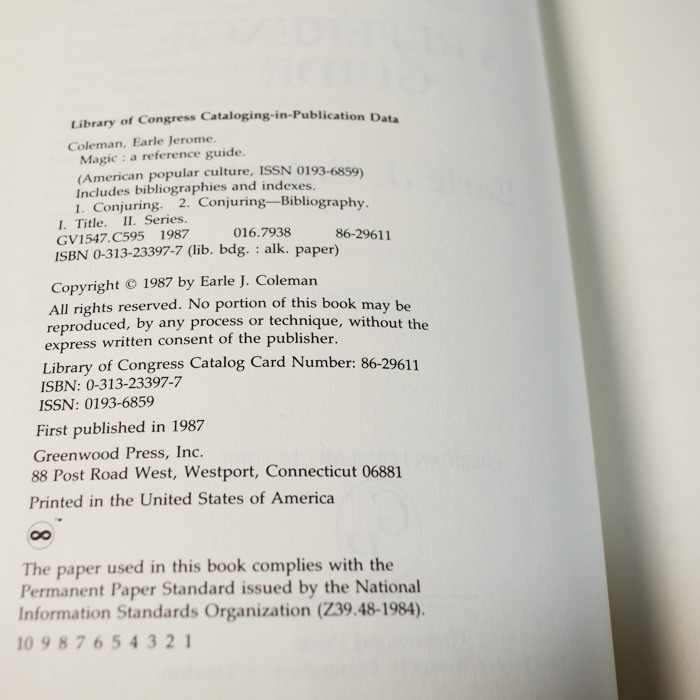 Library of Congress Cataloging-in-Publication Data
Coleman, Earle Jerome.
Magic : a reference guide.
(American popular culture, ISSN 0193-6859)
Includes bibliographies and indexes.
1. Conjuring. 2. Conjuring—Bibliography.
I. Title. II. Series.
GV1547.C595 1987 016.7938 86-29611
ISBN 0-313-23397-7 (lib. bdg. : alk. paper)
Copyright © 1987 by Earle J. Coleman
All rights reserved. No portion of this book may be
reproduced, by any process or technique, without the
express written consent of the publisher.
Library of Congress Catalog Card Number: 86-29611
ISBN: 0-313-23397-7
ISSN: 0193-6859
First published in 1987
Greenwood Press, Inc.
88 Post Road West, Westport, Connecticut 06881
Printed in the United States of America
∞™
The paper used in this book complies with the
Permanent Paper Standard issued by the National
Information Standards Organization (Z39.48-1984).
10 9 8 7 6 5 4 3 2 1